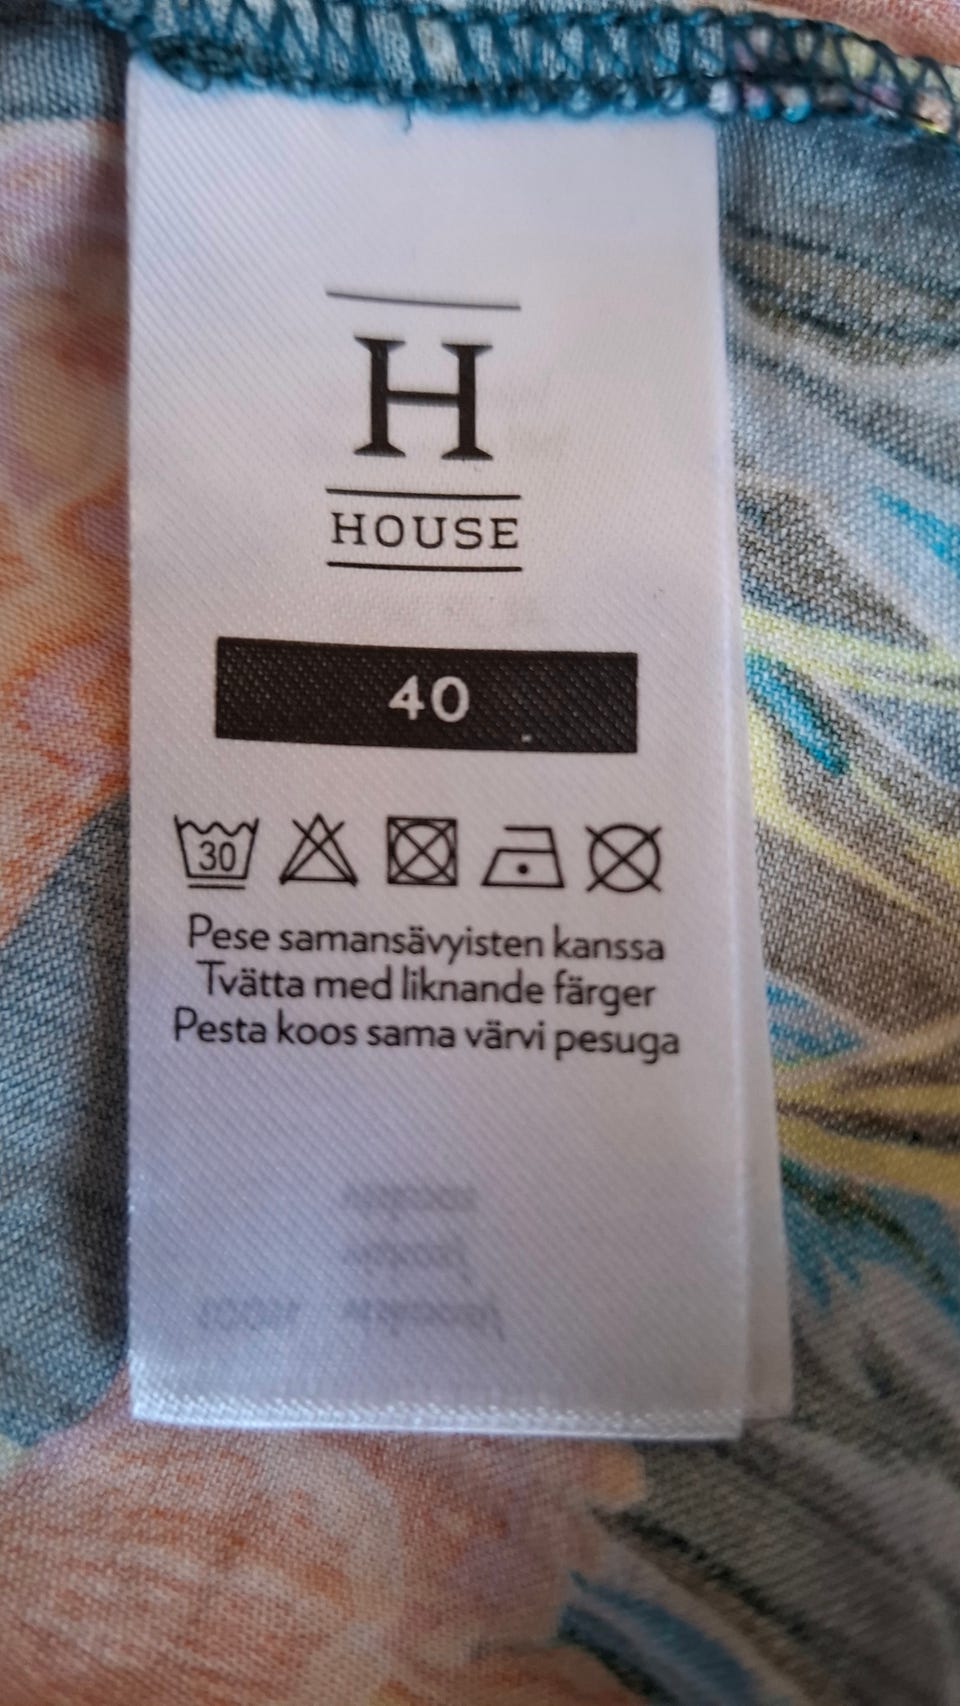 H
HOUSE
40
30
Pese samansävyisten kanssa
Tvätta med liknande färger
Pesta koos sama värvi pesuga